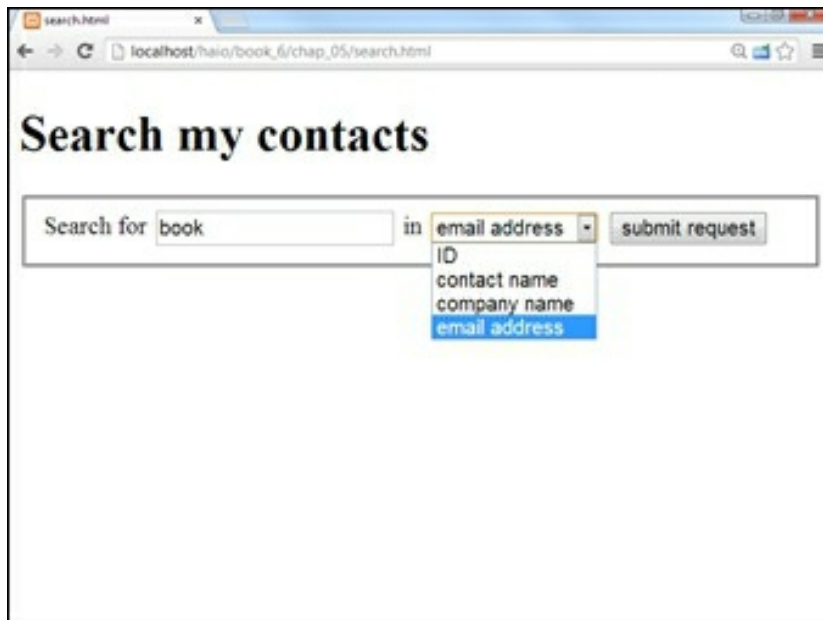 search.html
localhost/haio/book_6/chap_05/search.html
Search my contacts
Search for book in email address submit request
ID
contact name
company name
email address